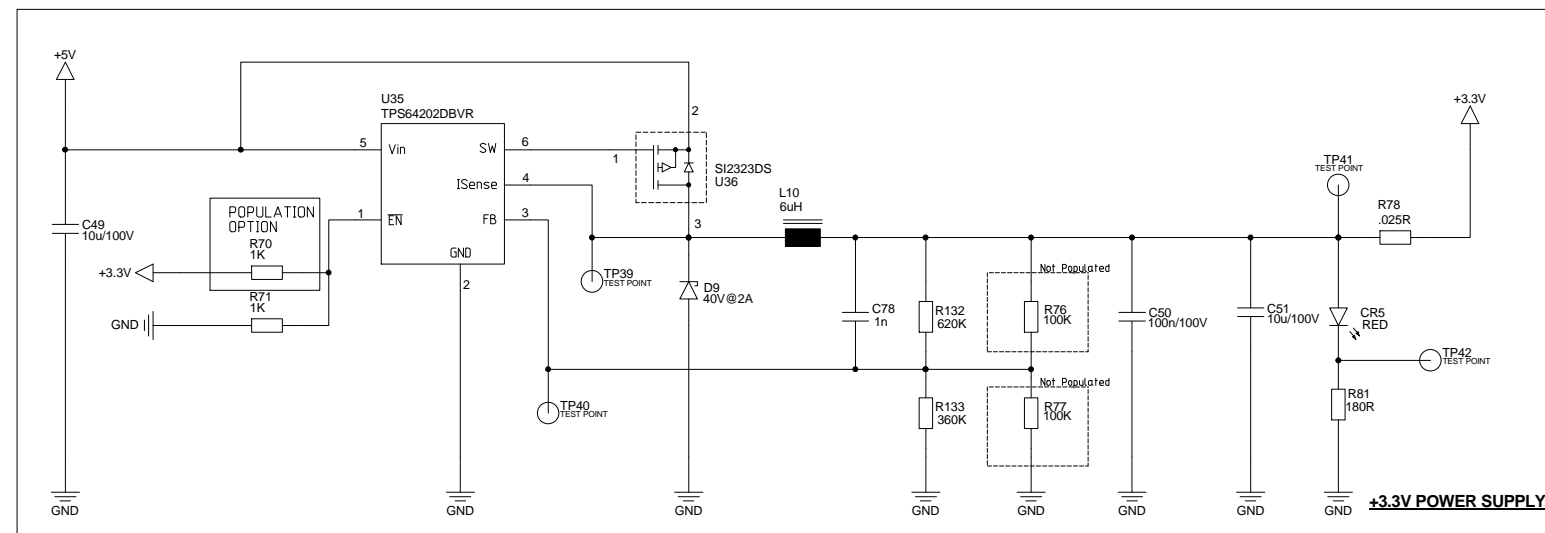 +5V
U35
TPS64202DBVR
5
Vin
SW
6
ISense
4
1
EN
FB
3
GND
2
POPULATION
OPTION
R70
1K
+3.3V
R71
1K
GND
C49
10u/100V
2
1
SI2323DS
U36
3
TP39
TEST POINT
D9
40V@2A
L10
6uH
C78
1n
R132
620K
R133
360K
TP40
TEST POINT
Not Populated
R76
100K
Not Populated
R77
100K
C50
100n/100V
C51
10u/100V
TP41
TEST POINT
R78
.025R
+3.3V
CR5
RED
TP42
TEST POINT
R81
180R
GND
GND
GND
GND
GND
GND
GND
GND
+3.3V POWER SUPPLY